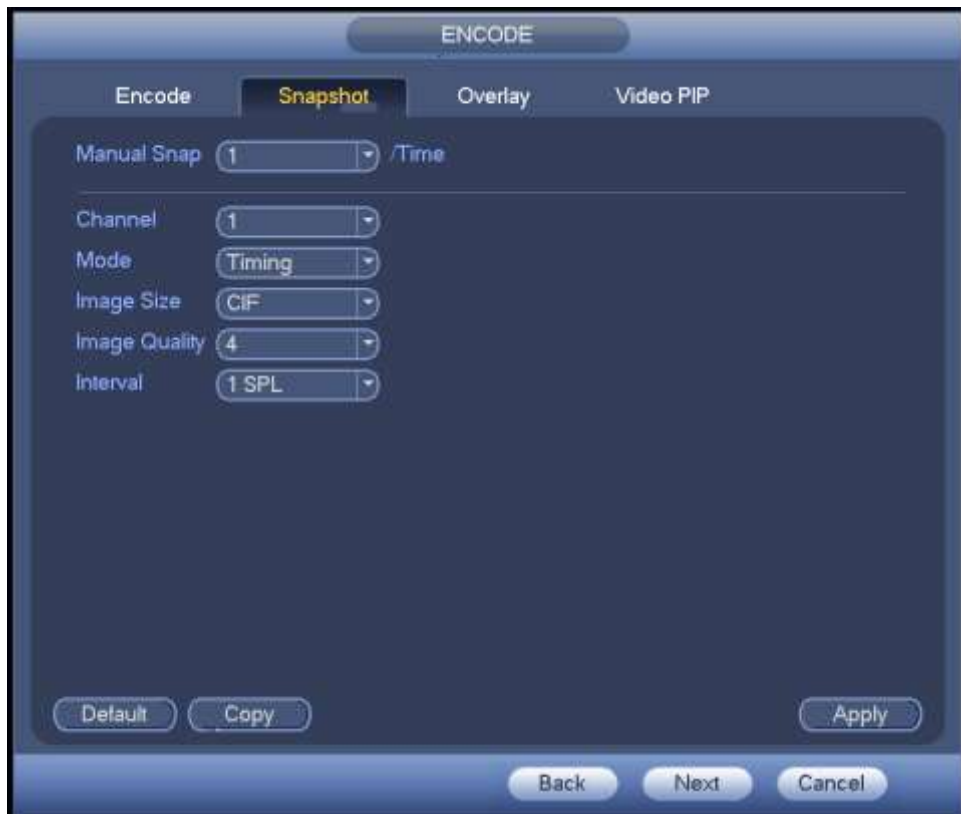 ENCODE
Encode Snapshot Overlay Video PIP
Manual Snap 1 /Time
Channel 1
Mode Timing
Image Size CIF
Image Quality 4
Interval 1 SPL
Default Copy Apply
Back Next Cancel